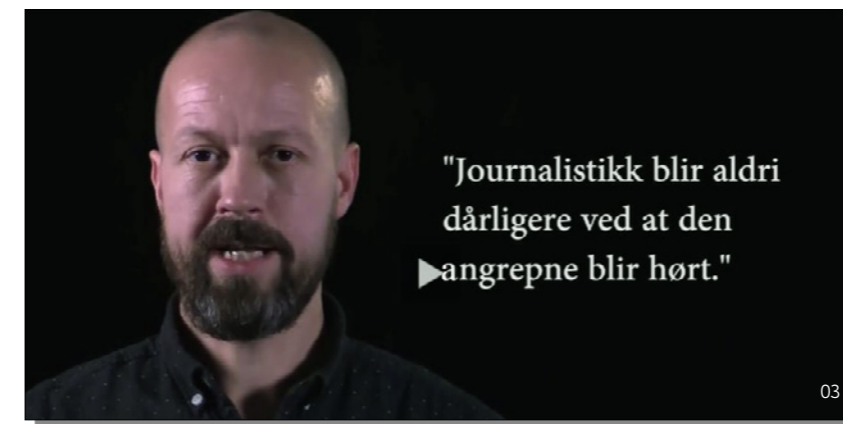 "Journalistikk blir aldri
dårligere ved at den
angrepne blir hørt."
03